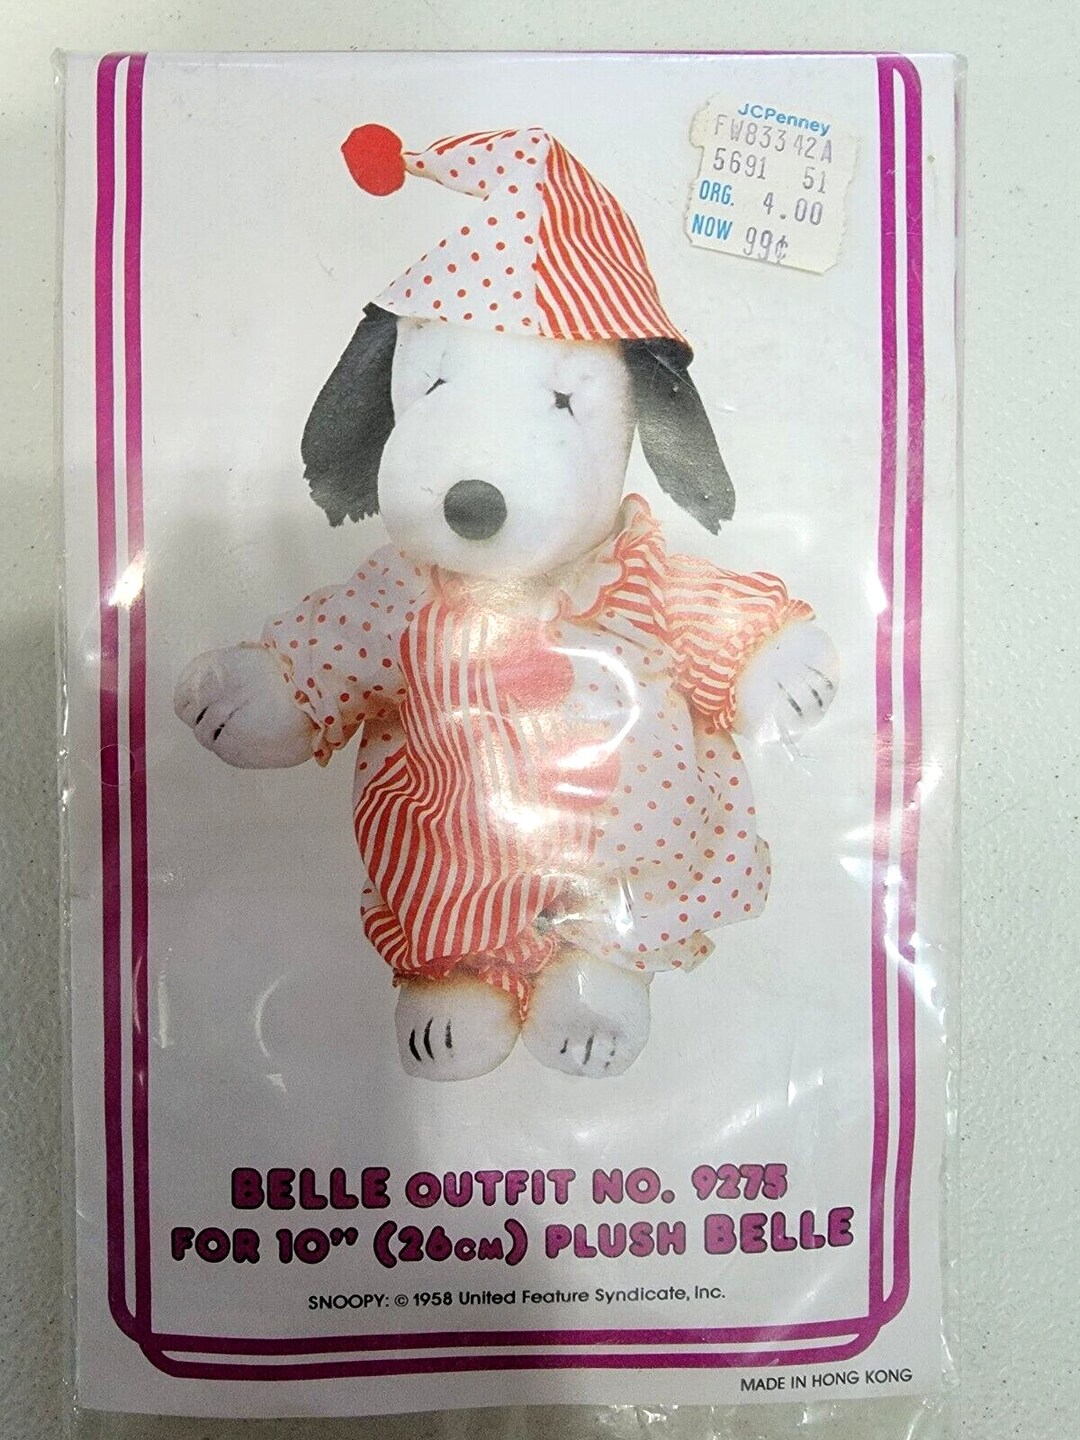 JCPenney
FW83342A
5691 51
ORG. 4.00
NOW 99¢
BELLE OUTFIT NO. 9275
FOR 10" (26cm) PLUSH BELLE
SNOOPY: © 1958 United Feature Syndicate, Inc.
MADE IN HONG KONG